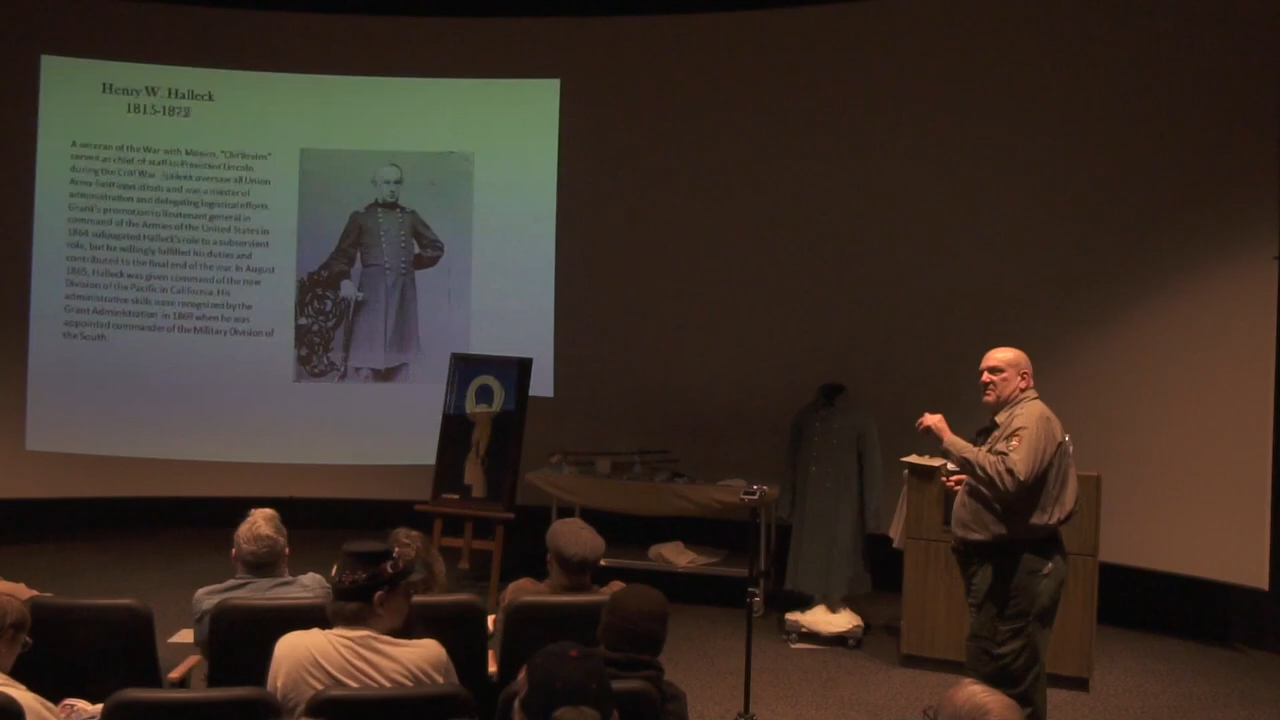 Henry W. Halleck
1815-1872
A veteran of the War with Mexico, "Old Brains"
served as chief of staff to President Lincoln
during the Civil War. Halleck oversaw all Union
Army and was a master of
administration and delegating logistical efforts.
Grant's promotion to lieutenant general in
command of the Armies of the United States in
1864 subjugated Halleck's role to a subservient
role, but he willingly fulfilled his duties and
contributed to the final end of the war. In August
1865, Halleck was given command of the new
Division of the Pacific in California. His
administrative skills were recognized by the
Grant Administration in 1869 when he was
appointed commander of the Military Division of
the South.